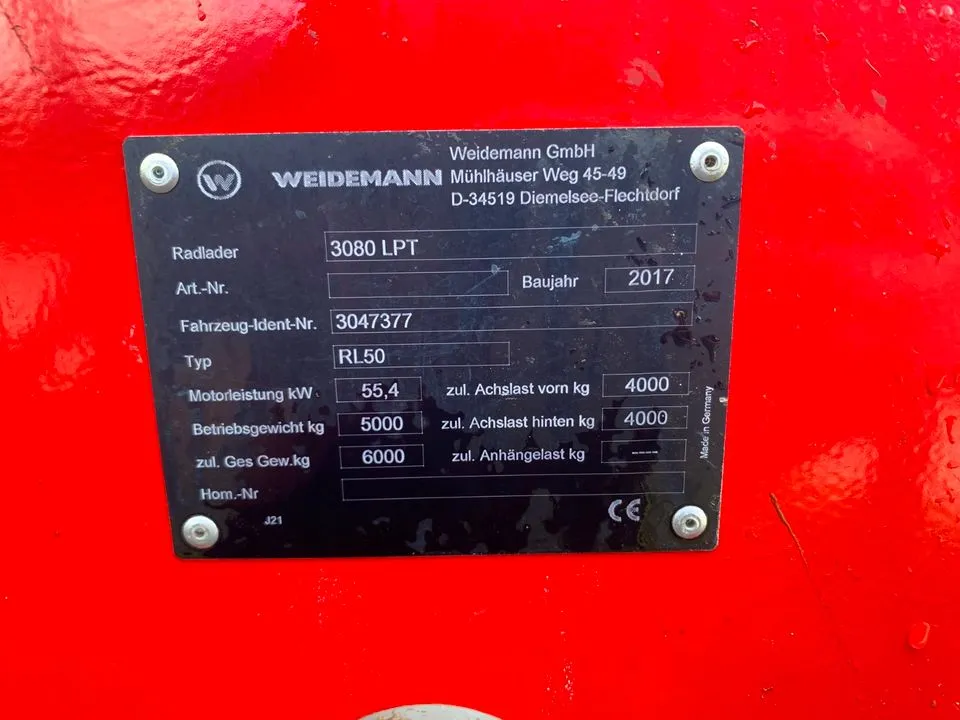 W WEIDEMANN
Weidemann GmbH
Mühlhäuser Weg 45-49
D-34519 Diemelsee-Flechtdorf
Radlader 3080 LPT
Art.-Nr. Baujahr 2017
Fahrzeug-Ident-Nr. 3047377
Typ RL50
Motorleistung kW 55,4 zul. Achslast vorn kg 4000
Betriebsgewicht kg 5000 zul. Achslast hinten kg 4000
zul. Ges Gew.kg 6000 zul. Anhängelast kg ---
Hom.-Nr
J21 CE
Made in Germany